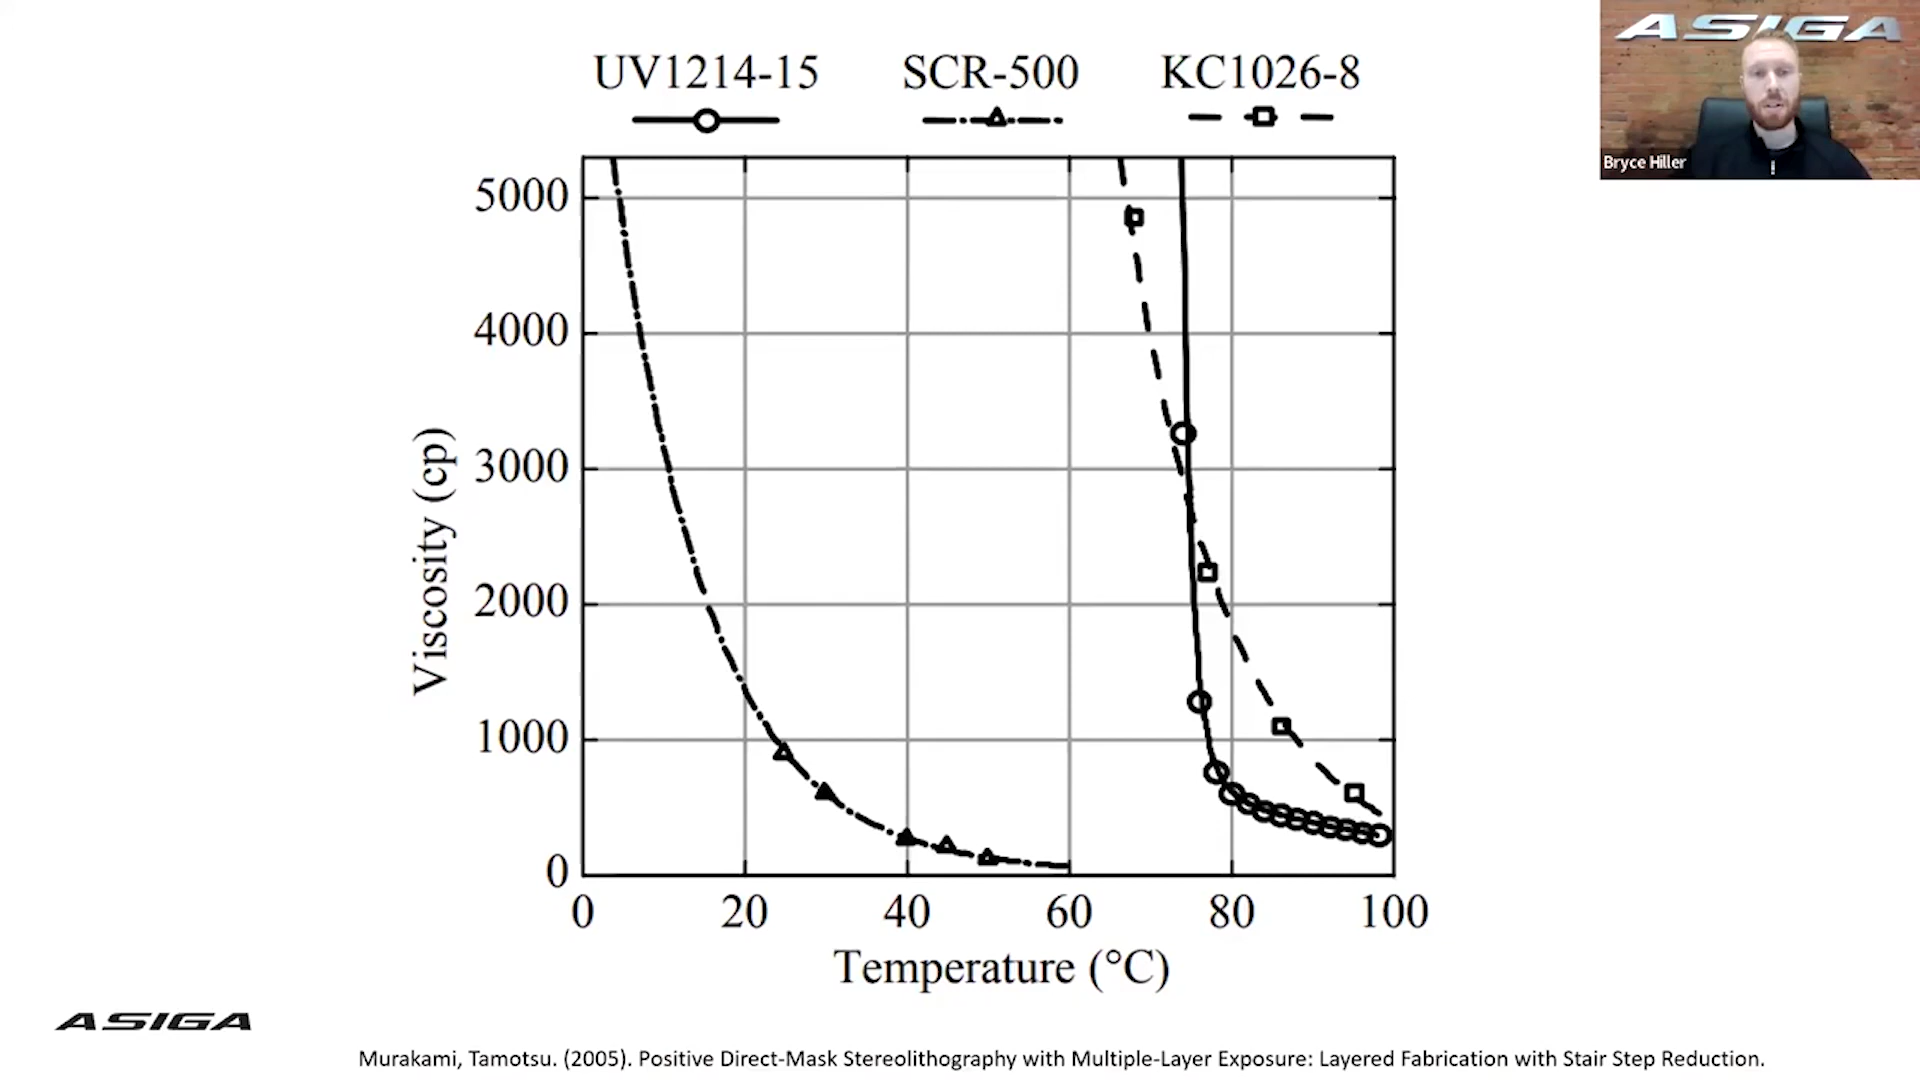 UV1214-15 SCR-500 KC1026-8
ASIGA
Bryce Hiller
5000
4000
3000
2000
1000
0
Viscosity (cp)
0 20 40 60 80 100
Temperature (°C)
ASIGA
Murakami, Tamotsu. (2005). Positive Direct-Mask Stereolithography with Multiple-Layer Exposure: Layered Fabrication with Stair Step Reduction.